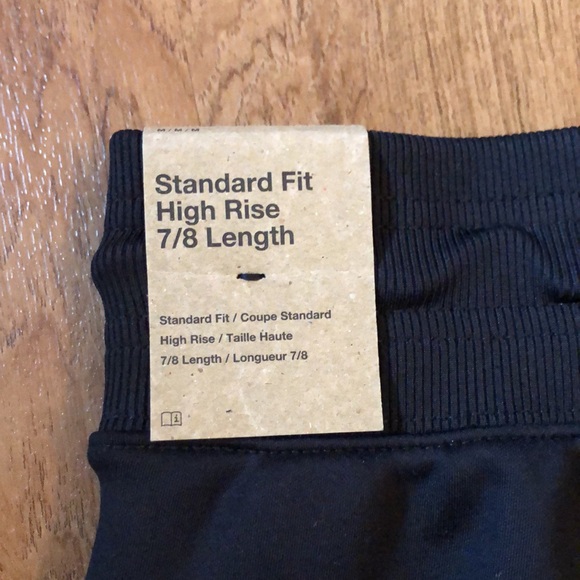 M / M / M
Standard Fit
High Rise
7/8 Length
Standard Fit / Coupe Standard
High Rise / Taille Haute
7/8 Length / Longueur 7/8
i